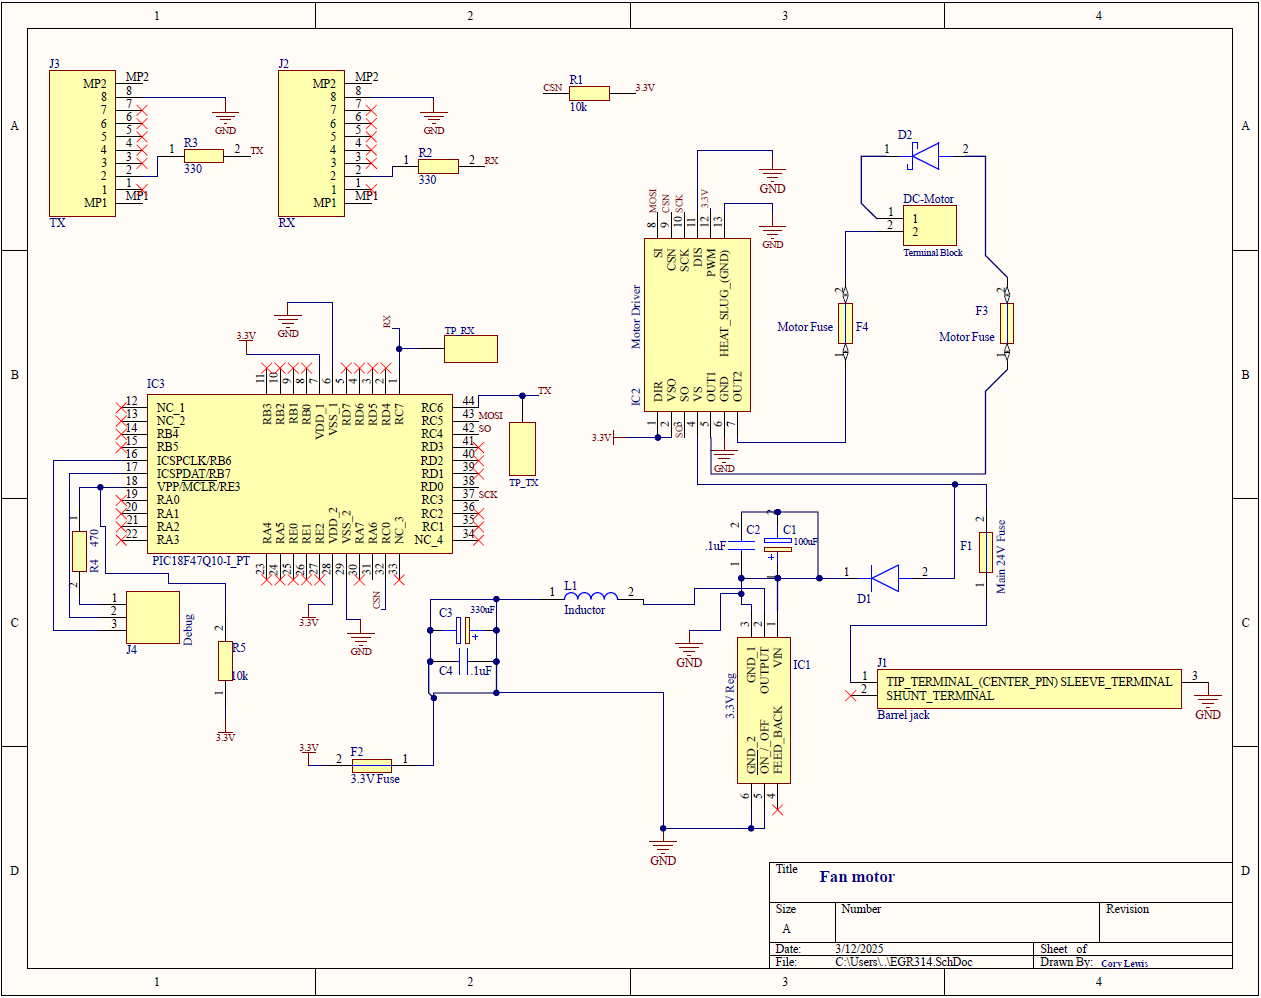 1 2 3 4
A A
B B
C C
D D
1 2 3 4
J3
MP2
8
7
6
5
4
3
2
1
MP1
MP2
8
7
6
5
4
3
2
1
MP1
TX
GND
1 R3 2 TX
330
J2
MP2
8
7
6
5
4
3
2
1
MP1
MP2
8
7
6
5
4
3
2
1
MP1
RX
GND
1 R2 2 RX
330
CSN R1 3.3V
10k
D2
1 2
DC-Motor
1 1
2 2
Terminal Block
GND
GND
MOSI
CSN
SCK
3.3V
8 9 10 11 12 13
SI
CSN
SCK
DIS
PWM
HEAT_SLUG_(GND)
Motor Driver
IC2
DIR
VSO
SO
VS
OUT1
GND
OUT2
1 2 3 4 5 6 7
3.3V
SO
GND
2
Motor Fuse F4
1
2
F3
Motor Fuse
1
GND
3.3V
RX
TP_RX
IC3
11 10 9 8 7 6 5 4 3 2 1
RB3
RB2
RB1
RB0
VDD_1
VSS_1
RD7
RD6
RD5
RD4
RC7
12 NC_1
13 NC_2
14 RB4
15 RB5
16 ICSPCLK/RB6
17 ICSPDAT/RB7
18 VPP/MCLR/RE3
19 RA0
20 RA1
21 RA2
22 RA3
RC6 44 TX
RC5 43 MOSI
RC4 42 SO
RD3 41
RD2 40
RD1 39
RD0 38
RC3 37 SCK
RC2 36
RC1 35
NC_4 34
TP_TX
RA4
RA5
RE0
RE1
RE2
VDD_2
VSS_2
RA7
RA6
RC0
NC_3
23 24 25 26 27 28 29 30 31 32 33
PIC18F47Q10-I_PT
3.3V
GND
CSN
1
R4 470
2
1
2
3
J4
Debug
2
R5
10k
1
3.3V
C3 330uF
+
C4 .1uF
1 L1 2
Inductor
3.3V
2 F2 1
3.3V Fuse
2 2
C2 C1
.1uF 100uF
+
1 1
1 2
D1
2
F1
Main 24V Fuse
1
GND
3 2 1
GND_1
OUTPUT
VIN
IC1
3.3V Reg
GND_2
ON_/_OFF
FEED_BACK
6 5 4
GND
J1
1 TIP_TERMINAL_(CENTER_PIN) SLEEVE_TERMINAL 3
2 SHUNT_TERMINAL
Barrel jack
GND
Title
Fan motor
Size Number Revision
A
Date: 3/12/2025 Sheet of
File: C:\Users\..\EGR314.SchDoc Drawn By: Cory Lewis